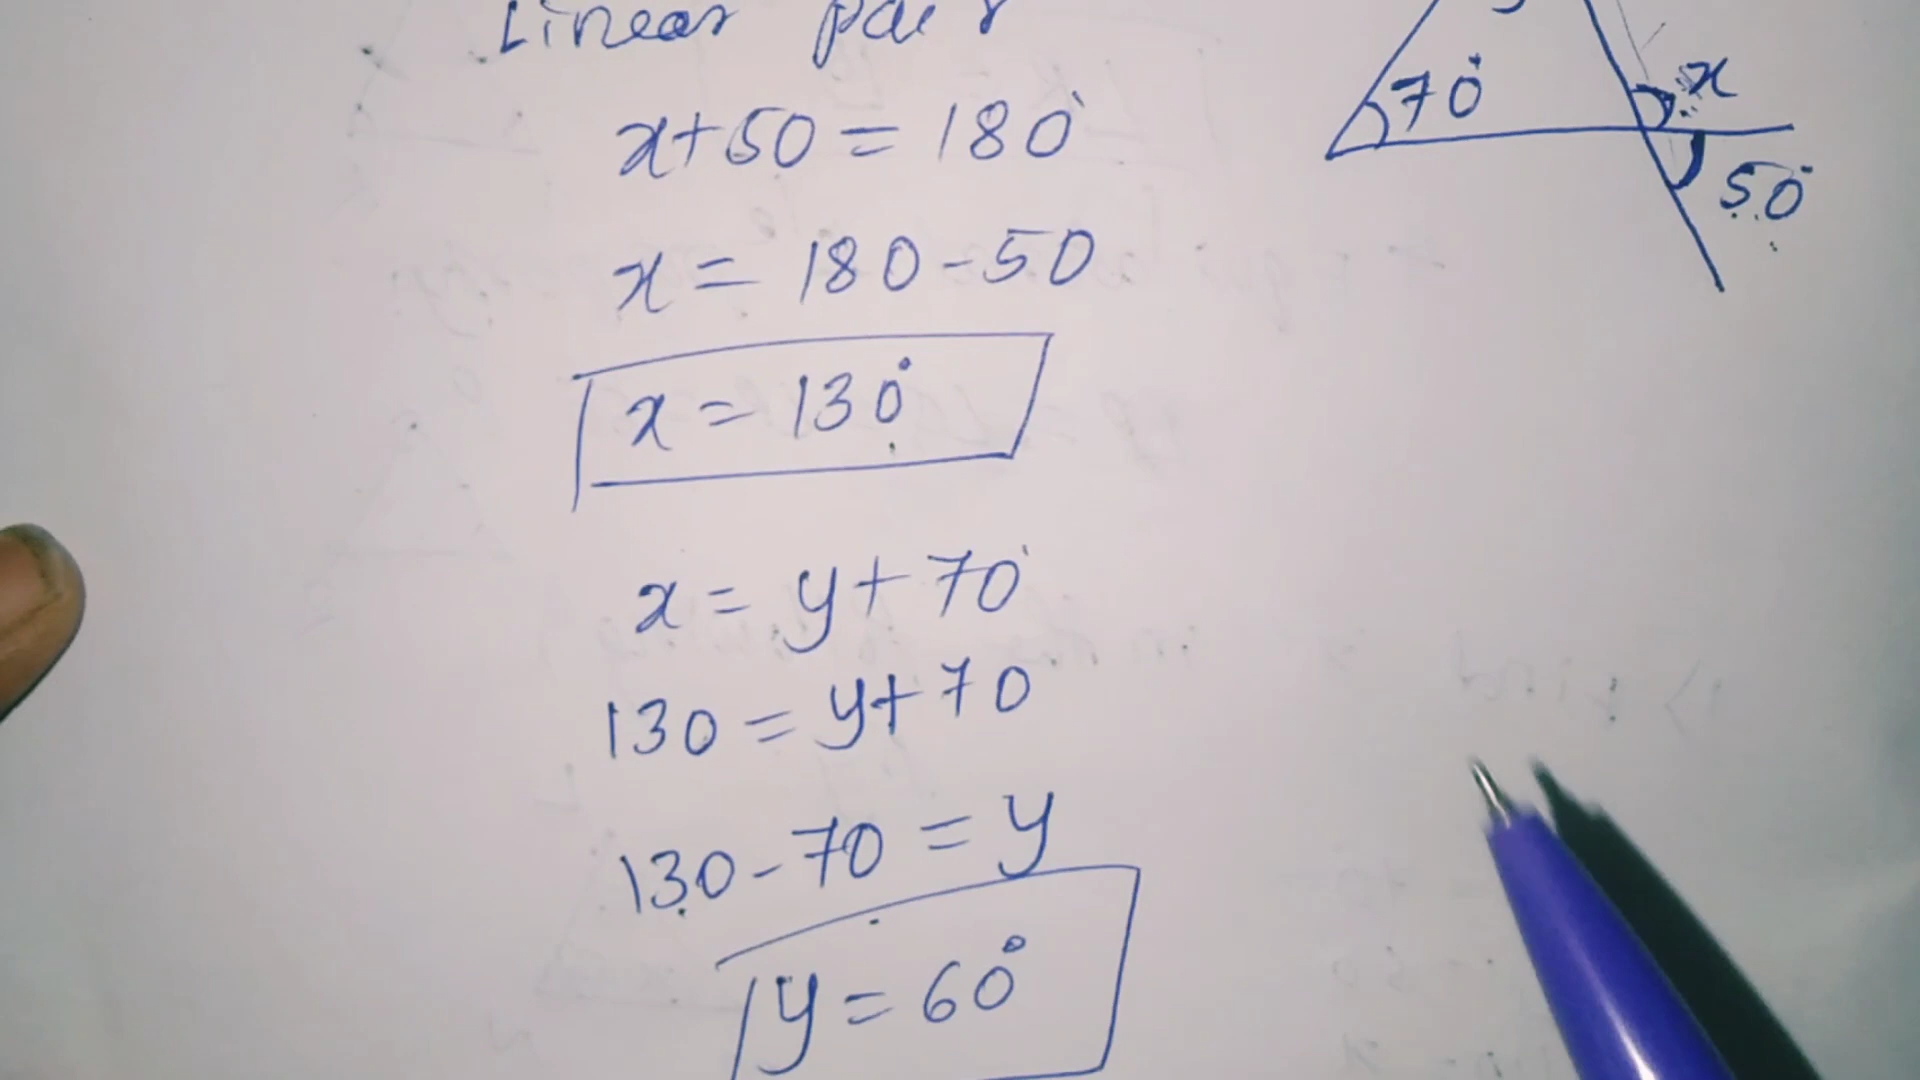 Linear pair
x+50 = 180°
x = 180-50
x = 130°
x = y+70°
130 = y+70
130-70 = y
y = 60°
70°
x
50°